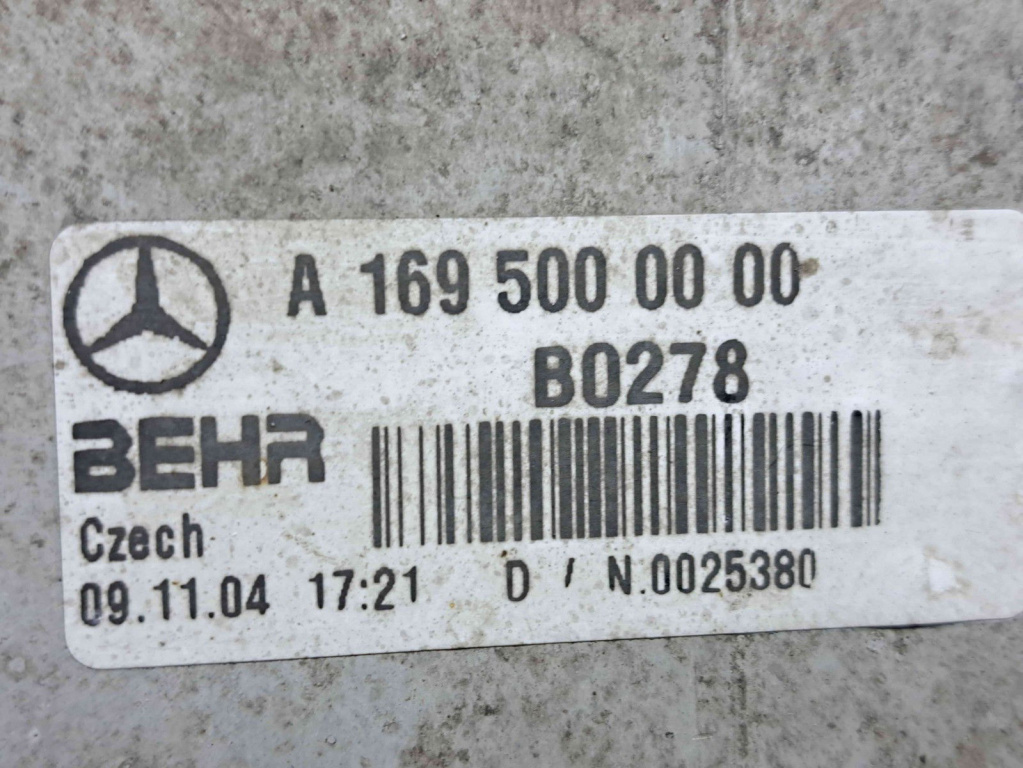 A 169 500 00 00
B0278
BEHR
Czech
09.11.04 17:21 D / N.0025380